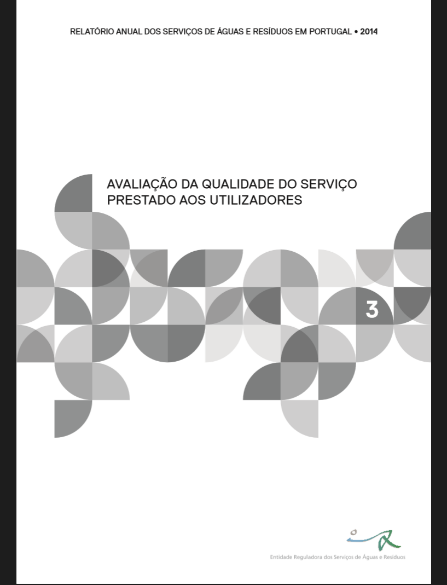 RELATÓRIO ANUAL DOS SERVIÇOS DE ÁGUAS E RESÍDUOS EM PORTUGAL • 2014
AVALIAÇÃO DA QUALIDADE DO SERVIÇO
PRESTADO AOS UTILIZADORES
3
Entidade Reguladora dos Serviços de Águas e Resíduos